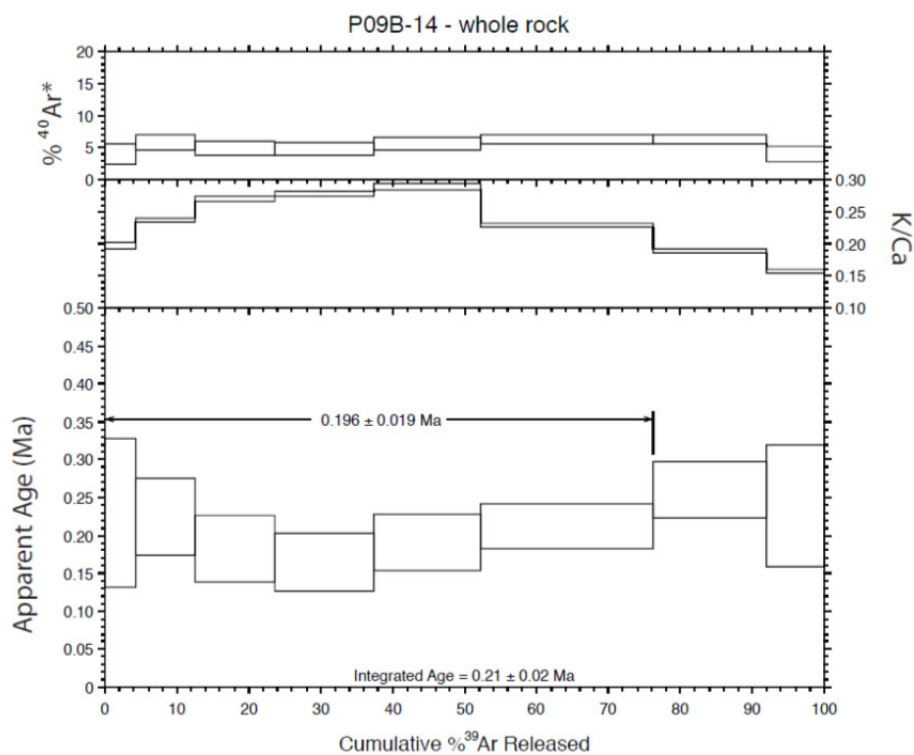 P09B-14 - whole rock
% ⁴⁰Ar*
20
15
10
5
0
K/Ca
0.30
0.25
0.20
0.15
0.10
Apparent Age (Ma)
0.50
0.45
0.40
0.35
0.30
0.25
0.20
0.15
0.10
0.05
0
0.196 ± 0.019 Ma
Integrated Age = 0.21 ± 0.02 Ma
0 10 20 30 40 50 60 70 80 90 100
Cumulative %³⁹Ar Released